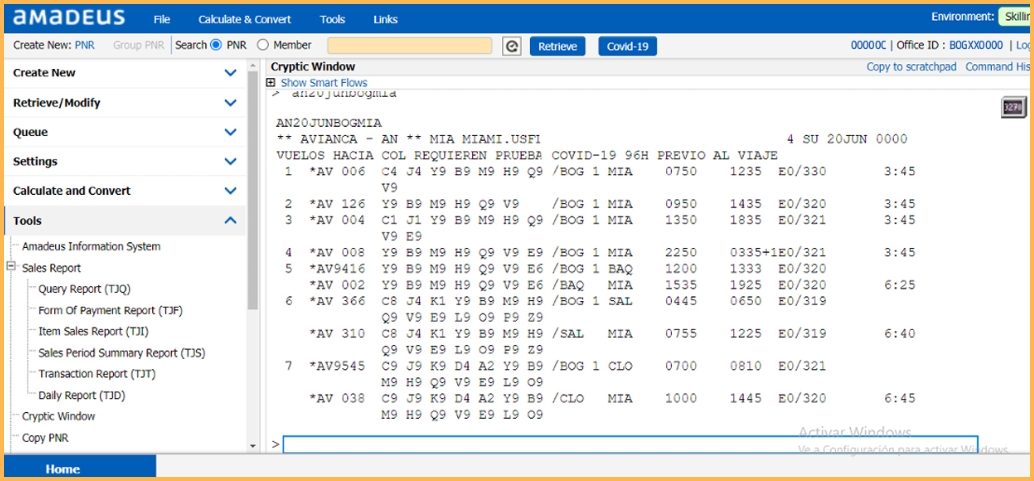 amadeus File Calculate & Convert Tools Links Environment: Skillin
Create New: PNR Group PNR Search PNR Member Retrieve Covid-19 00000C | Office ID : B0GXX0000 | Log
Create New
Retrieve/Modify
Queue
Settings
Calculate and Convert
Tools
Amadeus Information System
Sales Report
Query Report (TJQ)
Form Of Payment Report (TJF)
Item Sales Report (TJI)
Sales Period Summary Report (TJS)
Transaction Report (TJT)
Daily Report (TJD)
Cryptic Window
Copy PNR
Home
Cryptic Window Copy to scratchpad Command His
Show Smart Flows
> an20junbogmia
3270
AN20JUNBOGMIA
** AVIANCA - AN ** MIA MIAMI.USFL 4 SU 20JUN 0000
VUELOS HACIA COL REQUIEREN PRUEBA COVID-19 96H PREVIO AL VIAJE
1 *AV 006 C4 J4 Y9 B9 M9 H9 Q9 /BOG 1 MIA 0750 1235 E0/330 3:45
V9
2 *AV 126 Y9 B9 M9 H9 Q9 V9 /BOG 1 MIA 0950 1435 E0/320 3:45
3 *AV 004 C1 J1 Y9 B9 M9 H9 Q9 /BOG 1 MIA 1350 1835 E0/321 3:45
V9 E9
4 *AV 008 Y9 B9 M9 H9 Q9 V9 E9 /BOG 1 MIA 2250 0335+1E0/321 3:45
5 *AV9416 Y9 B9 M9 H9 Q9 V9 E6 /BOG 1 BAQ 1200 1333 E0/320
*AV 002 Y9 B9 M9 H9 Q9 V9 E6 /BAQ MIA 1535 1925 E0/320 6:25
6 *AV 366 C8 J4 K1 Y9 B9 M9 H9 /BOG 1 SAL 0445 0650 E0/319
Q9 V9 E9 L9 O9 P9 Z9
*AV 310 C8 J4 K1 Y9 B9 M9 H9 /SAL MIA 0755 1225 E0/319 6:40
Q9 V9 E9 L9 O9 P9 Z9
7 *AV9545 C9 J9 K9 D4 A2 Y9 B9 /BOG 1 CLO 0700 0810 E0/321
M9 H9 Q9 V9 E9 L9 O9
*AV 038 C9 J9 K9 D4 A2 Y9 B9 /CLO MIA 1000 1445 E0/320 6:45
M9 H9 Q9 V9 E9 L9 O9
>
Activar Windows
Ve a Configuración para activar Windows.